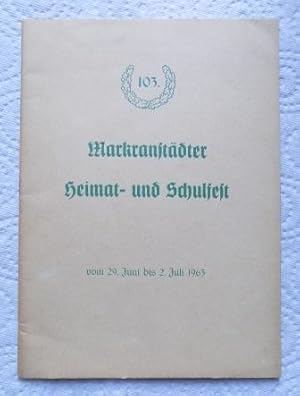 103.
Markranstädter
Heimat- und Schulfest
vom 29. Juni bis 2. Juli 1963